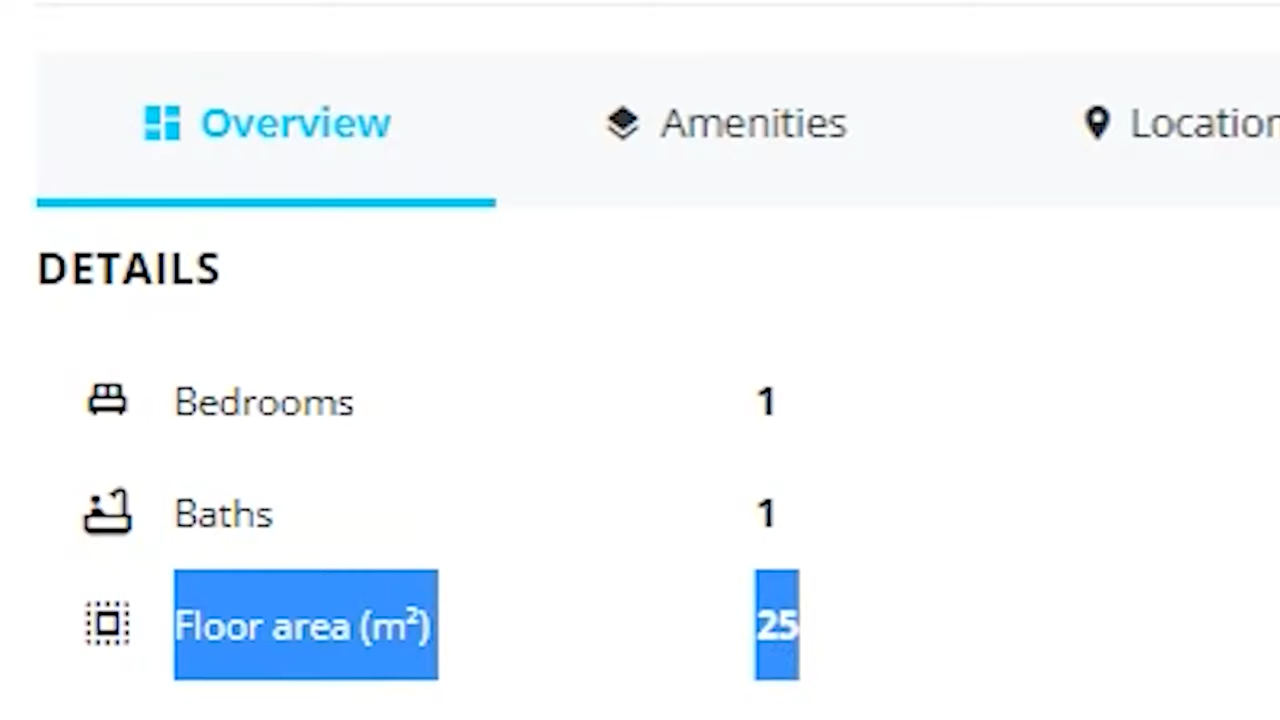 Overview Amenities Location
DETAILS
Bedrooms 1
Baths 1
Floor area (m²) 25